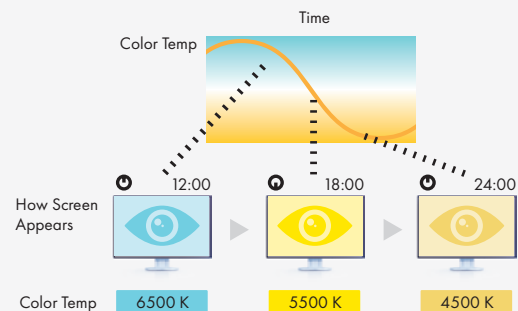 Time
Color Temp
12:00
18:00
24:00
How Screen
Appears
Color Temp
6500 K
5500 K
4500 K